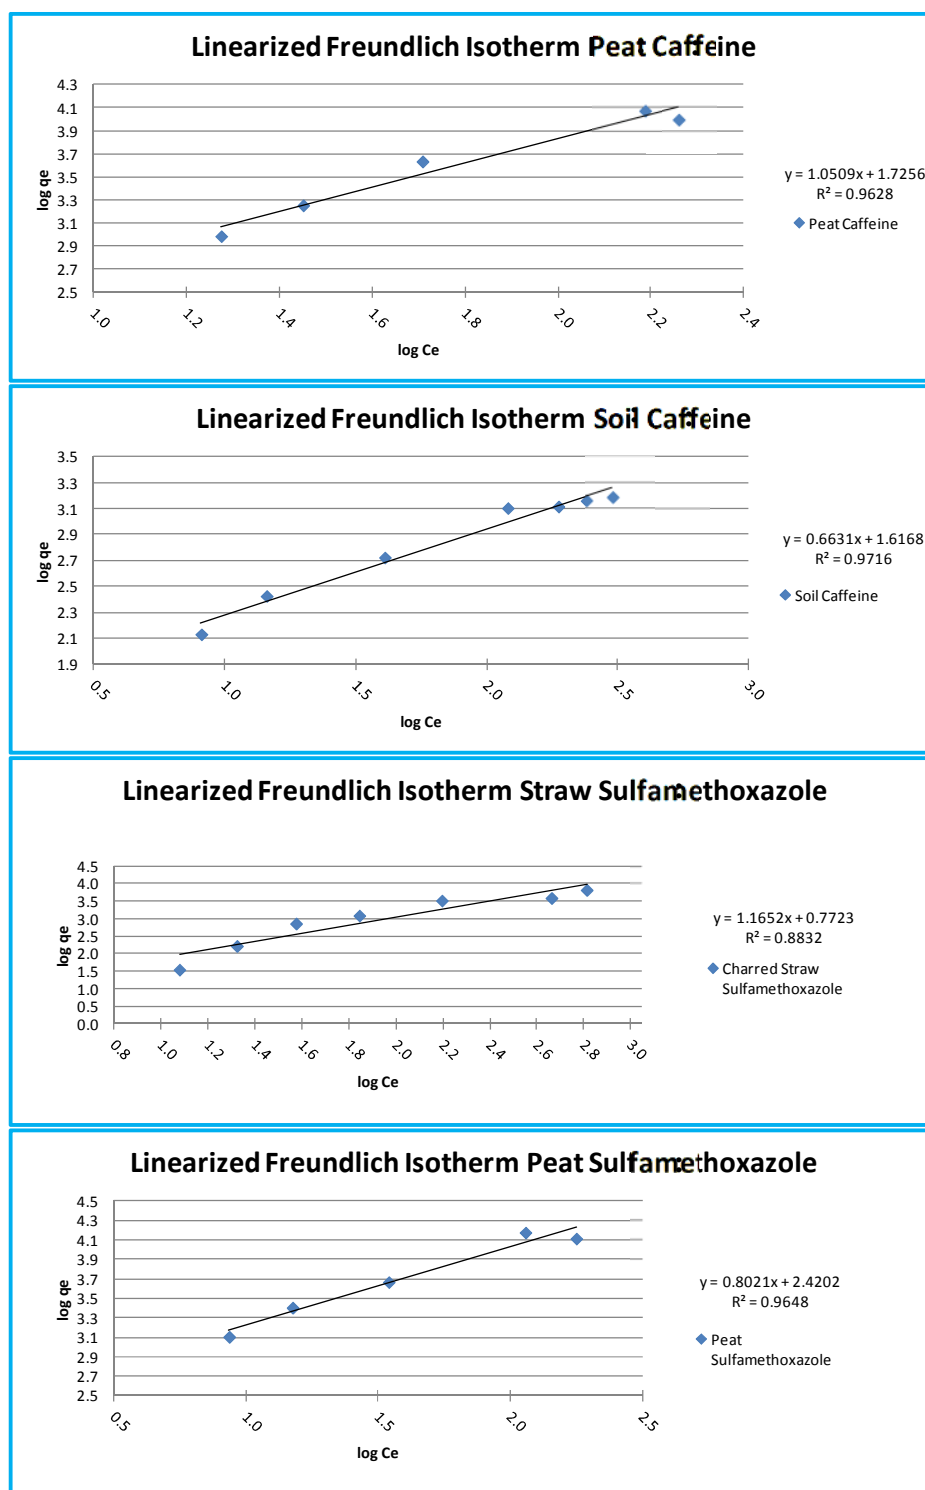 Linearized Freundlich Isotherm Peat Caffeine
4.3
4.1
3.9
3.7
3.5
3.3
3.1
2.9
2.7
2.5
log qe
1.0 1.2 1.4 1.6 1.8 2.0 2.2 2.4
log Ce
y = 1.0509x + 1.7256
R² = 0.9628
Peat Caffeine
Linearized Freundlich Isotherm Soil Caffeine
3.5
3.3
3.1
2.9
2.7
2.5
2.3
2.1
1.9
log qe
0.5 1.0 1.5 2.0 2.5 3.0
log Ce
y = 0.6631x + 1.6168
R² = 0.9716
Soil Caffeine
Linearized Freundlich Isotherm Straw Sulfamethoxazole
4.5
4.0
3.5
3.0
2.5
2.0
1.5
1.0
0.5
0.0
log qe
0.8 1.0 1.2 1.4 1.6 1.8 2.0 2.2 2.4 2.6 2.8 3.0
log Ce
y = 1.1652x + 0.7723
R² = 0.8832
Charred Straw
Sulfamethoxazole
Linearized Freundlich Isotherm Peat Sulfamethoxazole
4.5
4.3
4.1
3.9
3.7
3.5
3.3
3.1
2.9
2.7
2.5
log qe
0.5 1.0 1.5 2.0 2.5
log Ce
y = 0.8021x + 2.4202
R² = 0.9648
Peat
Sulfamethoxazole